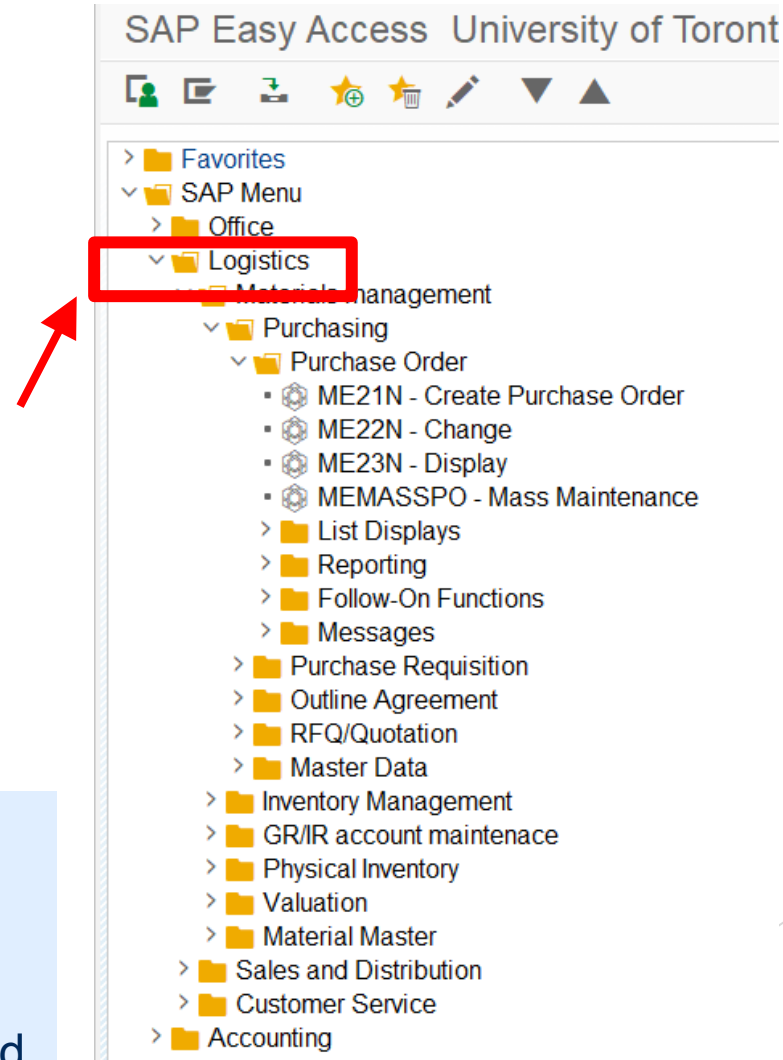 SAP Easy Access University of Toront
Favorites
SAP Menu
Office
Logistics
Materials management
Purchasing
Purchase Order
ME21N - Create Purchase Order
ME22N - Change
ME23N - Display
MEMASSPO - Mass Maintenance
List Displays
Reporting
Follow-On Functions
Messages
Purchase Requisition
Outline Agreement
RFQ/Quotation
Master Data
Inventory Management
GR/IR account maintenace
Physical Inventory
Valuation
Material Master
Sales and Distribution
Customer Service
Accounting